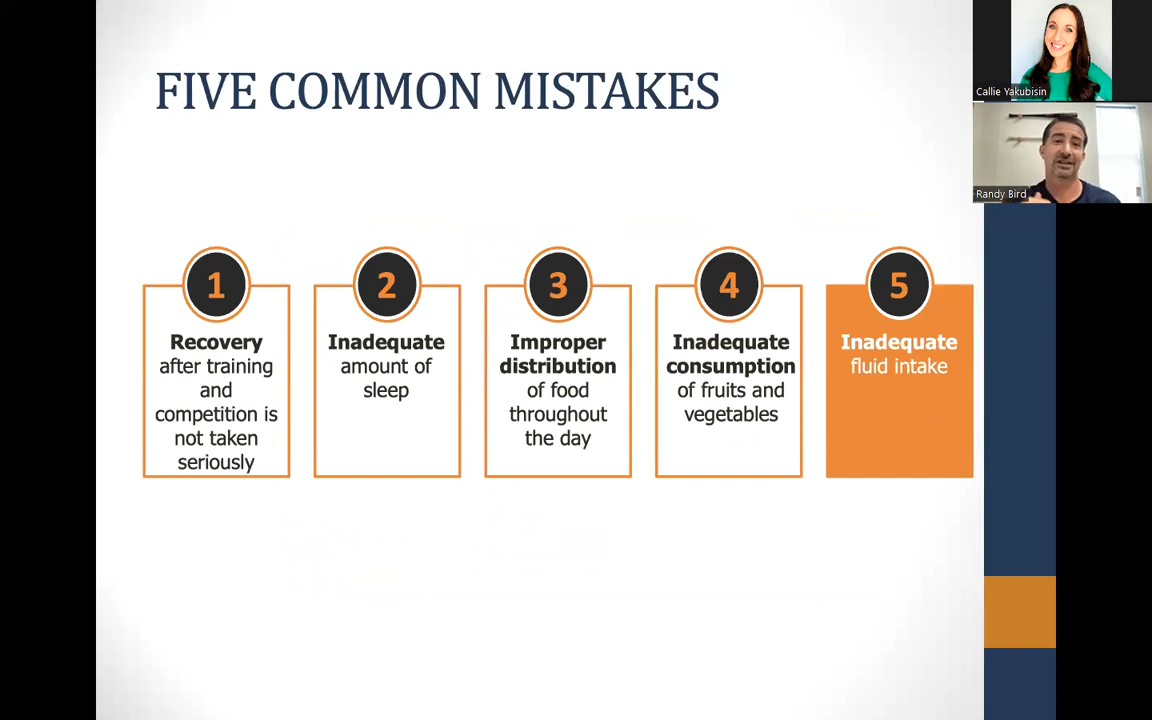 FIVE COMMON MISTAKES
Callie Yakubisin
Randy Bird
1
Recovery
after training
and
competition is
not taken
seriously
2
Inadequate
amount of
sleep
3
Improper
distribution
of food
throughout
the day
4
Inadequate
consumption
of fruits and
vegetables
5
Inadequate
fluid intake